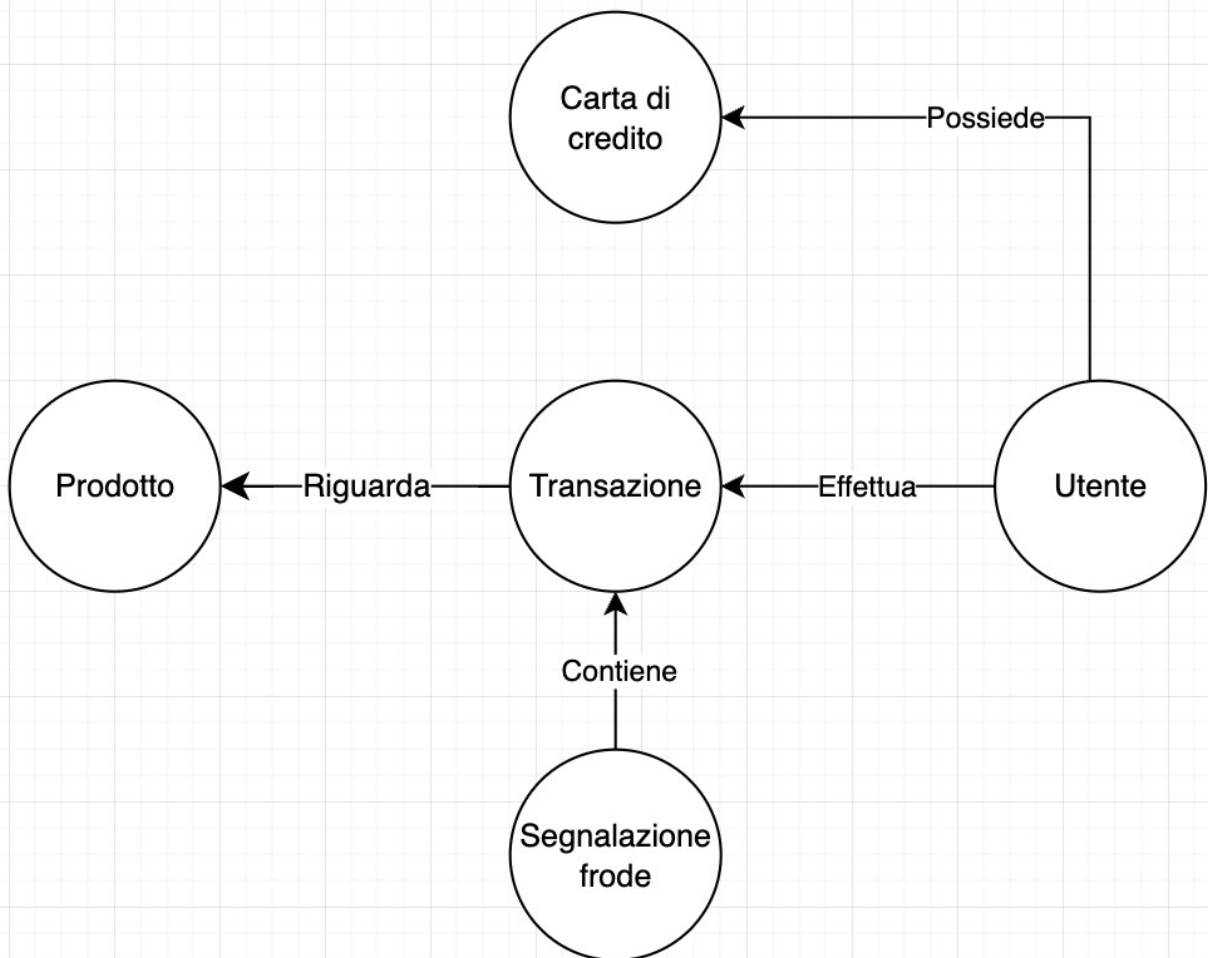 Carta di
credito
Possiede
Prodotto
Riguarda
Transazione
Effettua
Utente
Contiene
Segnalazione
frode